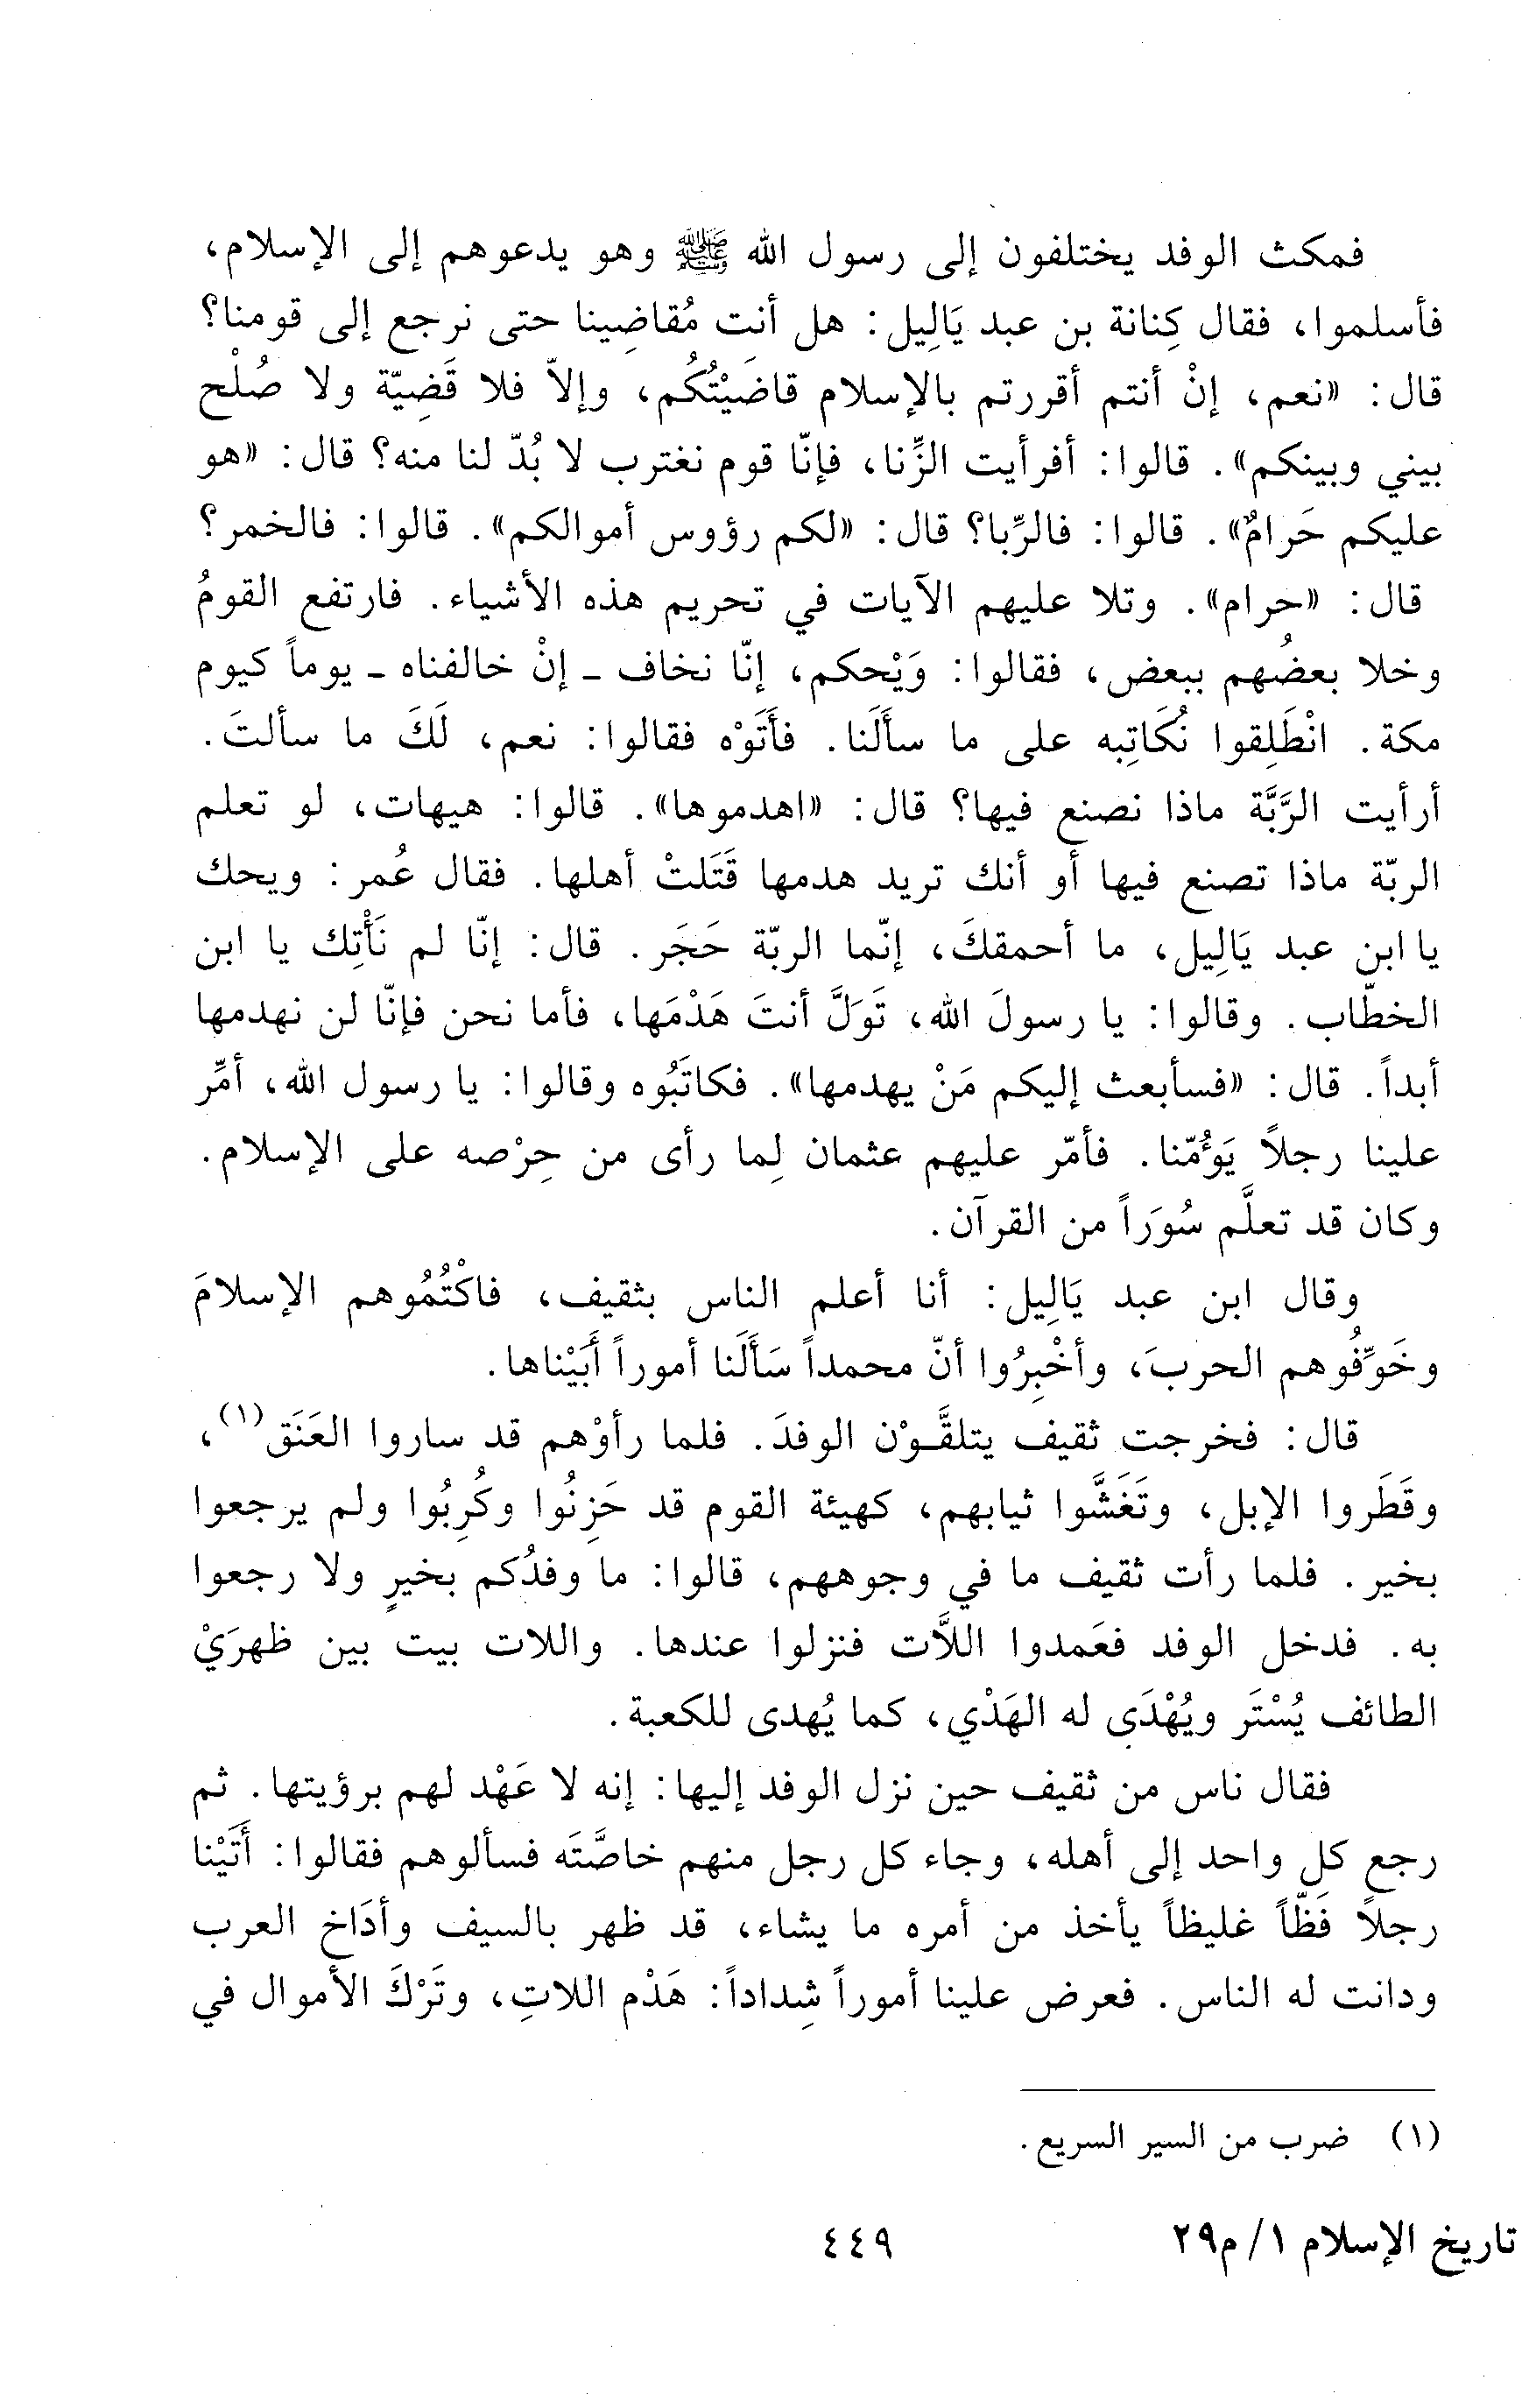 فمكث الوفد يختلفون إلى رسول الله ﷺ وهو يدعوهم إلى الإسلام،
فأسلموا، فقال كِنانة بن عبد يَالِيل: هل أنت مُقاضِينا حتى نرجع إلى قومنا؟
قال: «نعم، إنْ أنتم أقررتم بالإسلام قاضَيْتُكُم، وإلاّ فلا قَضِيّة ولا صُلْح
بيني وبينكم». قالوا: أفرأيت الزِّنا، فإنّا قوم نغترب لا بُدّ لنا منه؟ قال: «هو
عليكم حَرامٌ». قالوا: فالرِّبا؟ قال: «لكم رؤوس أموالكم». قالوا: فالخمر؟
قال: «حرام». وتلا عليهم الآيات في تحريم هذه الأشياء. فارتفع القومُ
وخلا بعضُهم ببعض، فقالوا: وَيْحكم، إنّا نخاف ـ إنْ خالفناه ـ يوماً كيوم
مكة. انْطَلِقوا نُكَاتِبه على ما سأَلَنا. فأَتَوْه فقالوا: نعم، لَكَ ما سألتَ.
أرأيت الرَّبَّة ماذا نصنع فيها؟ قال: «اهدموها». قالوا: هيهات، لو تعلم
الربّة ماذا تصنع فيها أو أنك تريد هدمها قَتَلتْ أهلها. فقال عُمر: ويحك
يا ابن عبد يَالِيل، ما أحمقكَ، إنّما الربّة حَجَر. قال: إنّا لم نَأْتِك يا ابن
الخطّاب. وقالوا: يا رسولَ الله، تَوَلَّ أنتَ هَدْمَها، فأما نحن فإنّا لن نهدمها
أبداً. قال: «فسأبعث إليكم مَنْ يهدمها». فكاتَبُوه وقالوا: يا رسول الله، أمِّر
علينا رجلاً يَؤُمّنا. فأمّر عليهم عثمان لِما رأى من حِرْصه على الإسلام.
وكان قد تعلَّم سُوَراً من القرآن.
وقال ابن عبد يَالِيل: أنا أعلم الناس بثقيف، فاكْتُمُوهم الإسلامَ
وخَوِّفُوهم الحربَ، وأخْبِرُوا أنّ محمداً سَأَلَنا أموراً أَبَيْناها.
قال: فخرجت ثقيف يتلقَّـوْن الوفدَ. فلما رأوْهم قد ساروا العَنَق(١)،
وقَطَروا الإبل، وتَغَشَّوا ثيابهم، كهيئة القوم قد حَزِنُوا وكُرِبُوا ولم يرجعوا
بخير. فلما رأت ثقيف ما في وجوههم، قالوا: ما وفدُكم بخيرٍ ولا رجعوا
به. فدخل الوفد فعَمدوا اللاَّت فنزلوا عندها. واللات بيت بين ظهرَيْ
الطائف يُسْتَر ويُهْدَى له الهَدْي، كما يُهدى للكعبة.
فقال ناس من ثقيف حين نزل الوفد إليها: إنه لا عَهْد لهم برؤيتها. ثم
رجع كل واحد إلى أهله، وجاء كل رجل منهم خاصَّتَه فسألوهم فقالوا: أَتَيْنا
رجلاً فَظّاً غليظاً يأخذ من أمره ما يشاء، قد ظهر بالسيف وأدَاخ العرب
ودانت له الناس. فعرض علينا أموراً شِداداً: هَدْم اللاتِ، وتَرْكَ الأموال في
(١) ضرب من السير السريع.
تاريخ الإسلام ١/ م٢٩
٤٤٩